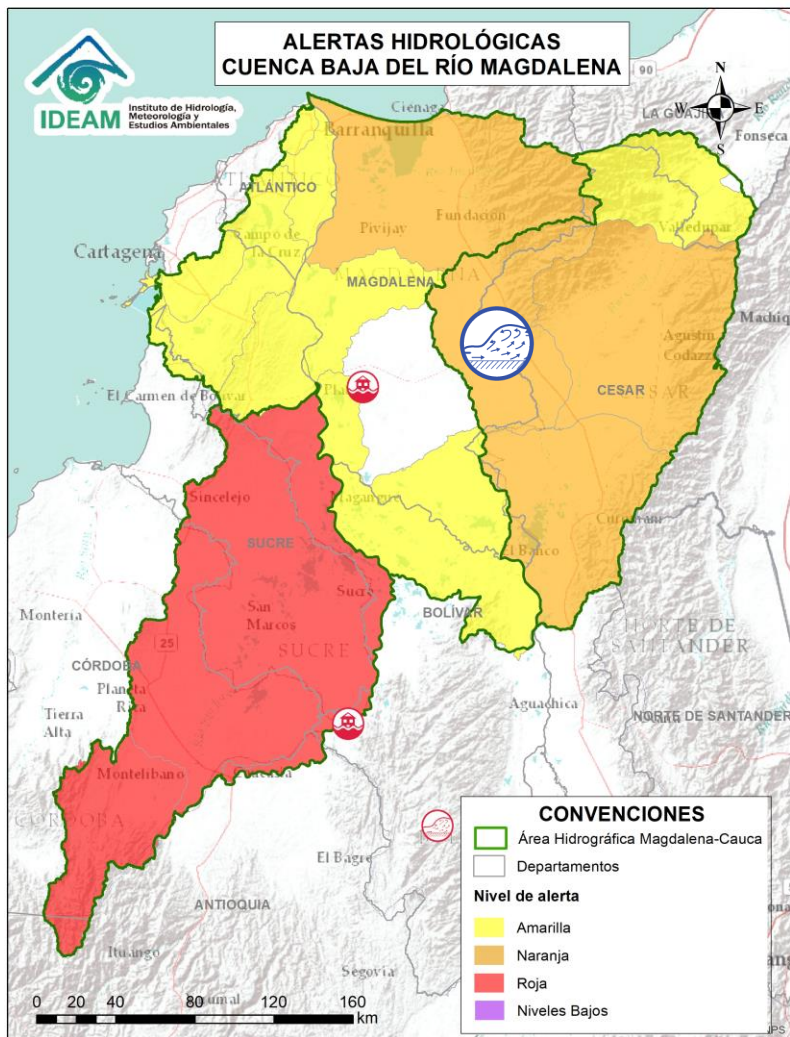 ALERTAS HIDROLÓGICAS
CUENCA BAJA DEL RÍO MAGDALENA
IDEAM
Instituto de Hidrología,
Meteorología y
Estudios Ambientales
N
W
E
S
90
Ciénaga
LA GUAJIRA
Fonseca
Barranquilla
ATLÁNTICO
Valledupar
Pivijay
Fundación
Campo de
la Cruz
Cartagena
MAGDALENA
Agustín
Codazzi
CESAR
El Carmen de Bolívar
Sincelejo
Magangué
SUCRE
El Banco
Sucre
BOLÍVAR
Montería
San
Marcos
SUCRE
NORTE DE
SANTANDER
25
CÓRDOBA
Planeta
Rica
Aguachica
Tierra
Alta
NORTE DE SANTANDER
Montelíbano
CÓRDOBA
El Bagre
ANTIOQUIA
Ituango
Segovia
CONVENCIONES
Área Hidrográfica Magdalena-Cauca
Departamentos
Nivel de alerta
Amarilla
Naranja
Roja
Niveles Bajos
0 20 40 80 120 160
km